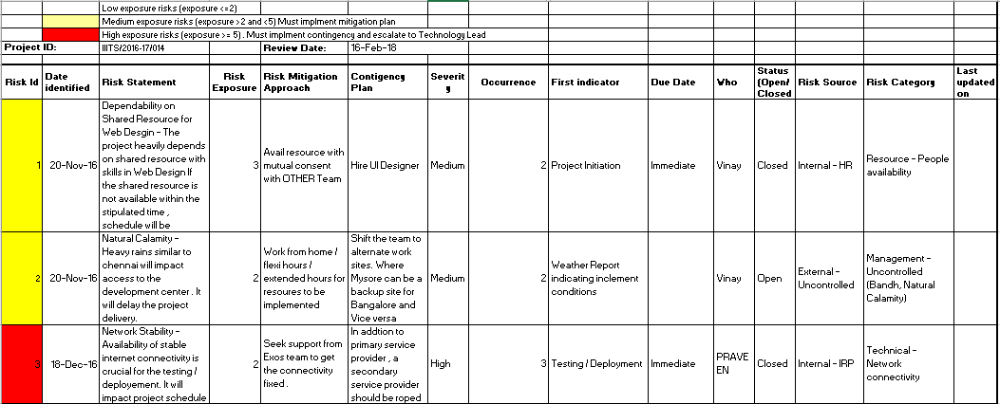 Low exposure risks (exposure <=2)
Medium exposure risks (exposure >2 and <5) Must implment mitigation plan
High exposure risks (exposure >= 5) . Must implment contingency and escalate to Technology Lead
Project ID: IIITS/2016-17/014 Review Date: 16-Feb-18
Risk Id
Date
identified
Risk Statement
Risk
Exposure
Risk Mitigation
Approach
Contigency
Plan
Severit
y
Occurrence
First indicator
Due Date
Who
Status
(Open/
Closed
Risk Source
Risk Category
Last
updated
on
1
20-Nov-16
Dependability on
Shared Resource for
Web Desgin - The
project heavily depends
on shared resource with
skills in Web Design If
the shared resource is
not available within the
stipulated time ,
schedule will be
3
Avail resource with
mutual consent
with OTHER Team
Hire UI Designer
Medium
2
Project Initiation
Immediate
Vinay
Closed
Internal - HR
Resource - People
availability
2
20-Nov-16
Natural Calamity -
Heavy rains similar to
chennai will impact
access to the
development center . It
will delay the project
delivery.
2
Work from home /
flexi hours /
extended hours for
resoures to be
implemented
Shift the team to
alternate work
sites. Where
Mysore can be a
backup site for
Bangalore and
Vice versa
Medium
2
Weather Report
indicating inclement
conditions
Vinay
Open
External -
Uncontrolled
Management -
Uncontrolled
(Bandh, Natural
Calamity)
3
18-Dec-16
Network Stability -
Availability of stable
internet connectivity is
crucial for the testing /
deployement. It will
impact project schedule
2
Seek support from
Exos team to get
the connectivity
fixed .
In addtion to
primary service
provider , a
secondary
service provider
should be roped
High
3
Testing / Deployment
Immediate
PRAVE
EN
Closed
Internal - IRP
Technical -
Network
connectivity